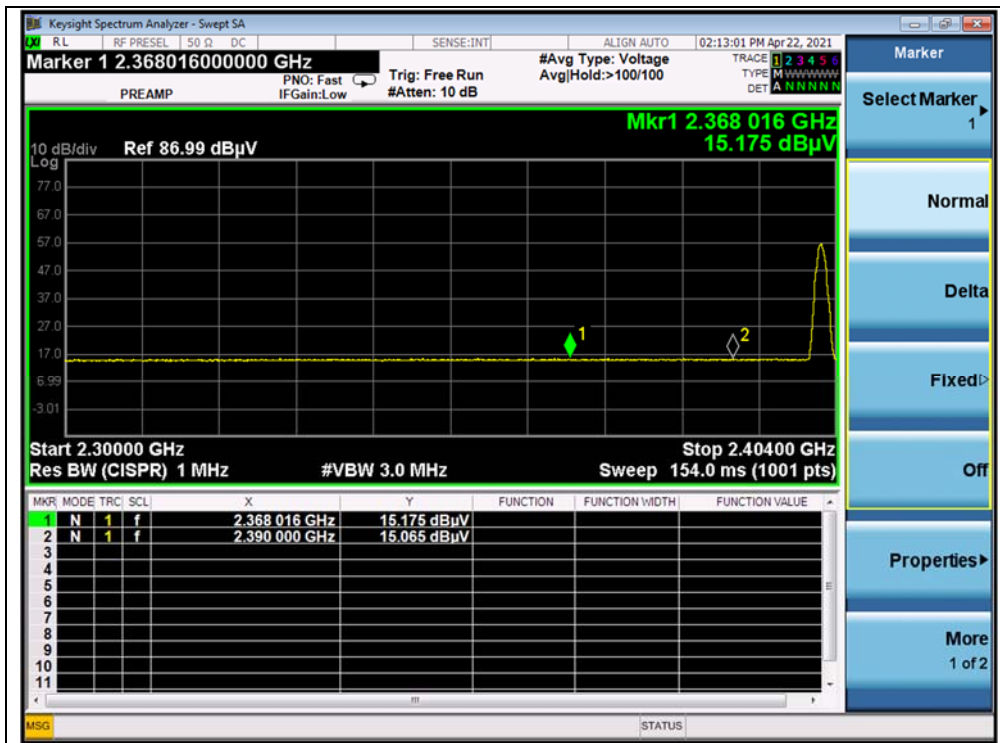 Keysight Spectrum Analyzer - Swept SA
LXI RL RF PRESEL 50 Ω DC SENSE:INT ALIGN AUTO 02:13:01 PM Apr 22, 2021
Marker 1 2.368016000000 GHz
PREAMP
PNO: Fast
IFGain:Low
Trig: Free Run
#Atten: 10 dB
#Avg Type: Voltage
Avg|Hold:>100/100
TRACE 1 2 3 4 5 6
TYPE M WWWWW
DET A NNNNN
Mkr1 2.368 016 GHz
15.175 dBµV
10 dB/div Ref 86.99 dBµV
Log
77.0
67.0
57.0
47.0
37.0
27.0
17.0
6.99
-3.01
1
2
Start 2.30000 GHz Stop 2.40400 GHz
Res BW (CISPR) 1 MHz #VBW 3.0 MHz Sweep 154.0 ms (1001 pts)
MKR MODE TRC SCL X Y FUNCTION FUNCTION WIDTH FUNCTION VALUE
1 N 1 f 2.368 016 GHz 15.175 dBµV
2 N 1 f 2.390 000 GHz 15.065 dBµV
3
4
5
6
7
8
9
10
11
MSG STATUS
Marker
Select Marker
1
Normal
Delta
Fixed
Off
Properties
More
1 of 2